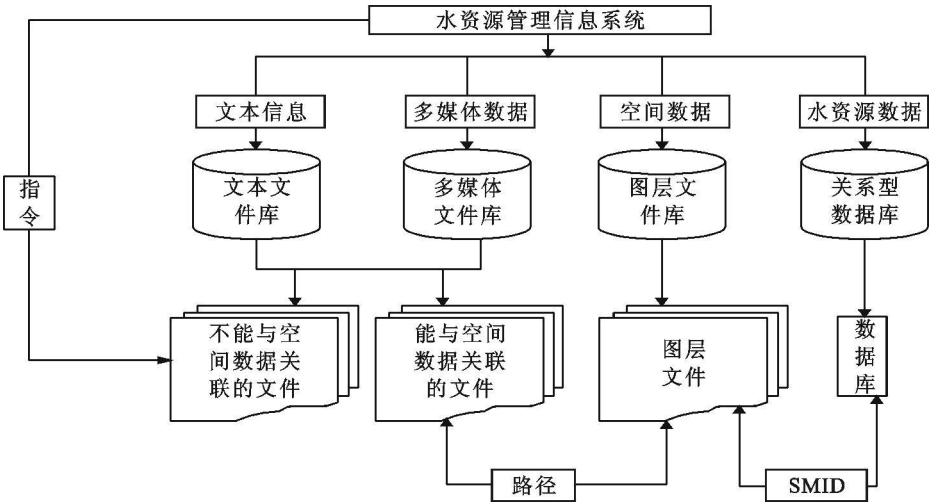 水资源管理信息系统
文本信息
多媒体数据
空间数据
水资源数据
指
令
文本文
件库
多媒体
文件库
图层文
件库
关系型
数据库
不能与空
间数据关
联的文件
能与空间
数据关联
的文件
图层
文件
数
据
库
路径
SMID